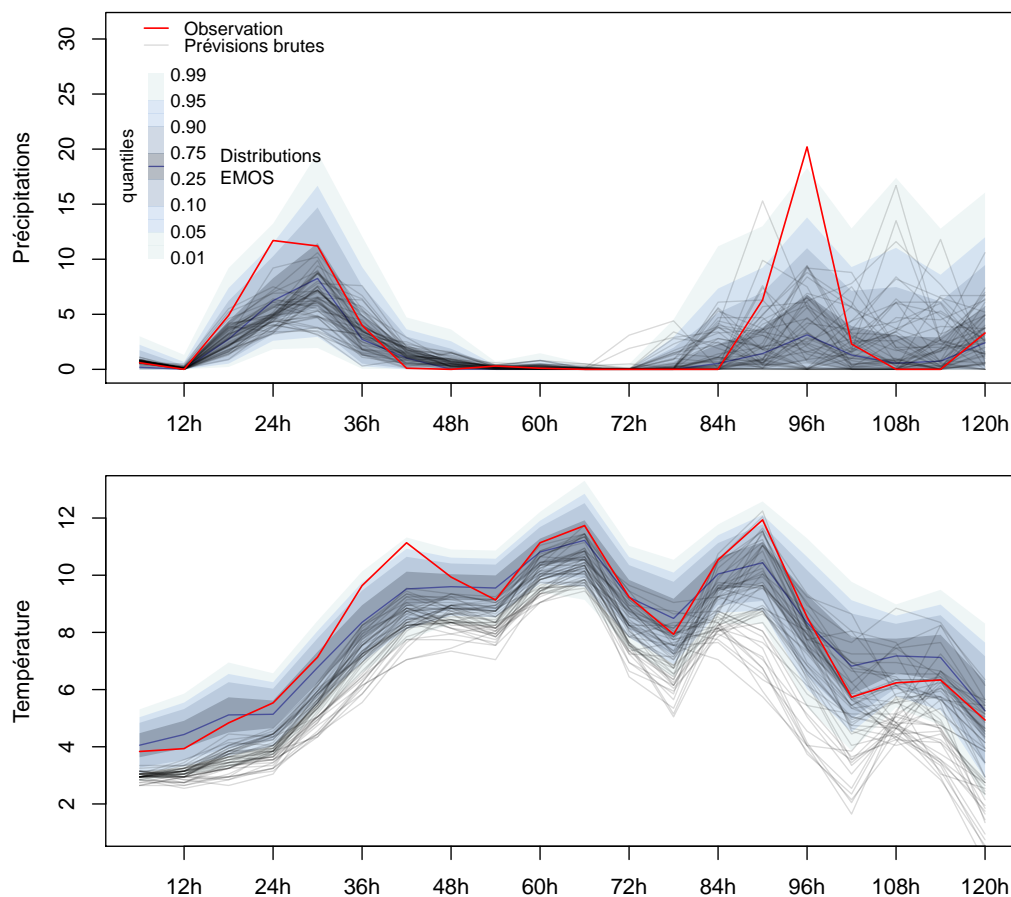 Observation
Prévisions brutes
quantiles
0.99
0.95
0.90
0.75
0.25
0.10
0.05
0.01
Distributions
EMOS
Précipitations
30
25
20
15
10
5
0
12h
24h
36h
48h
60h
72h
84h
96h
108h
120h
Température
12
10
8
6
4
2
12h
24h
36h
48h
60h
72h
84h
96h
108h
120h